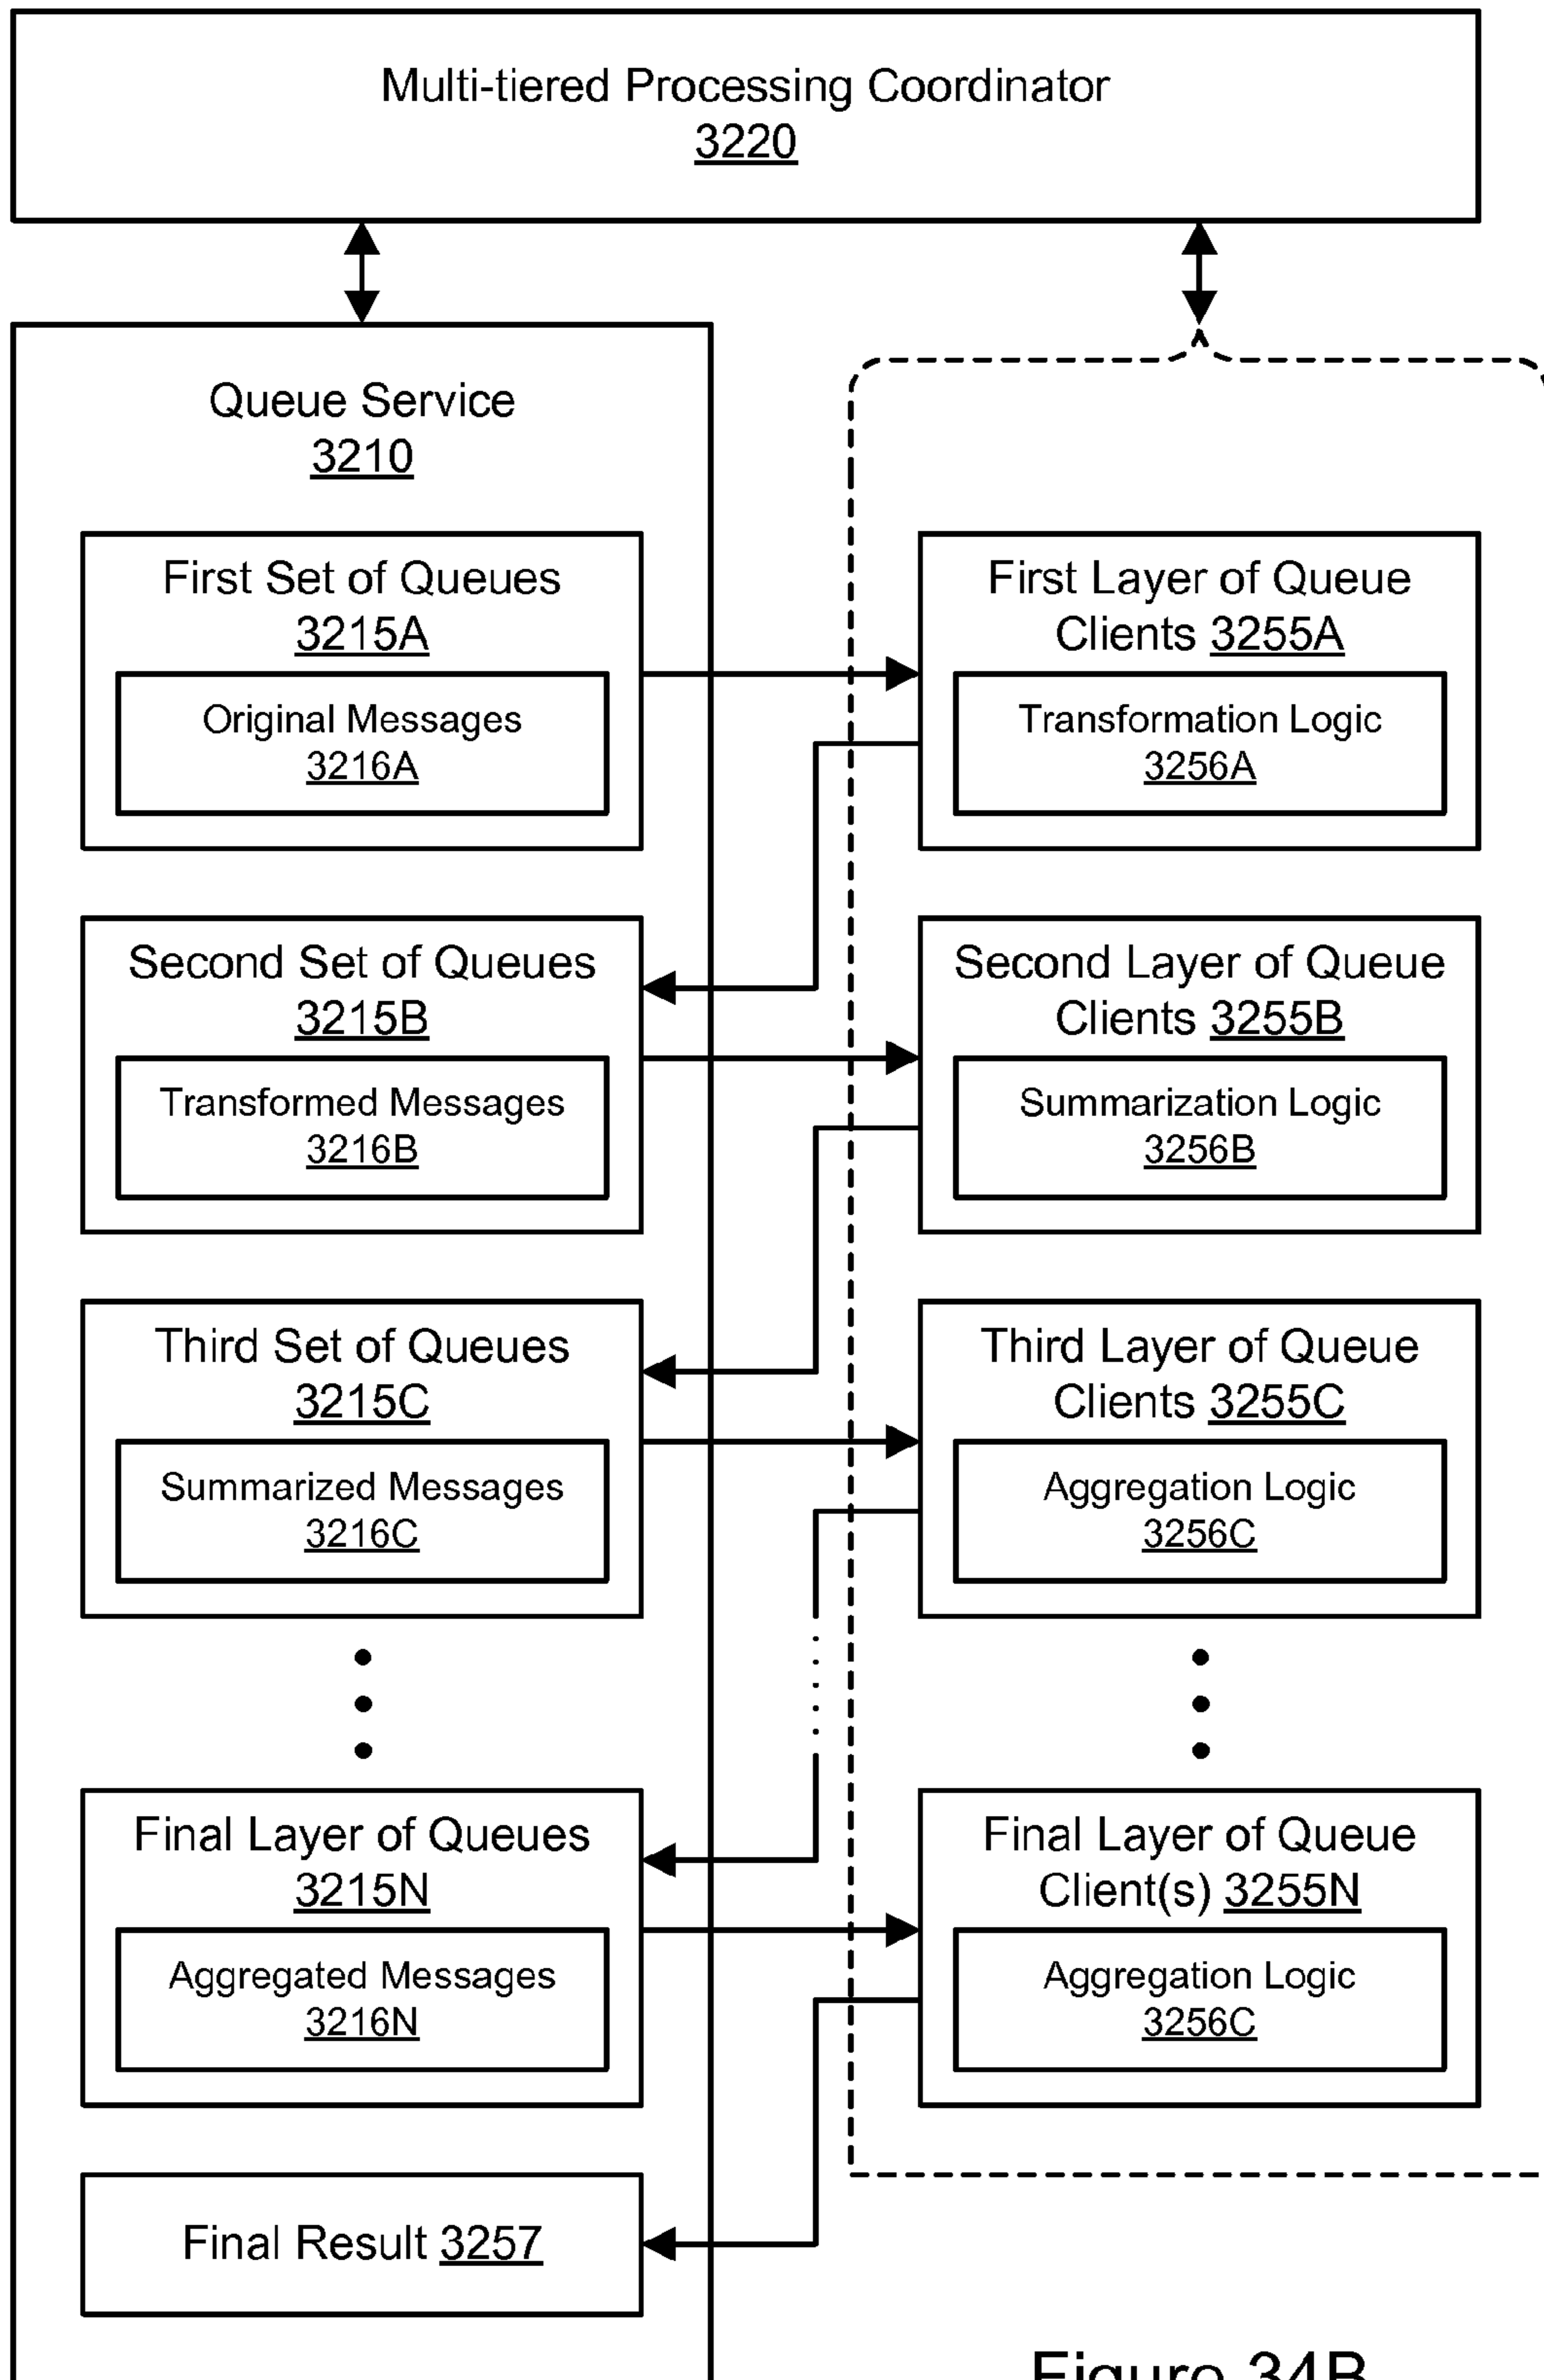 Multi-tiered Processing Coordinator
3220
Queue Service
3210
First Set of Queues
3215A
Original Messages
3216A
First Layer of Queue
Clients 3255A
Transformation Logic
3256A
Second Set of Queues
3215B
Transformed Messages
3216B
Second Layer of Queue
Clients 3255B
Summarization Logic
3256B
Third Set of Queues
3215C
Summarized Messages
3216C
Third Layer of Queue
Clients 3255C
Aggregation Logic
3256C
Final Layer of Queues
3215N
Aggregated Messages
3216N
Final Layer of Queue
Client(s) 3255N
Aggregation Logic
3256C
Final Result 3257
Figure 34B